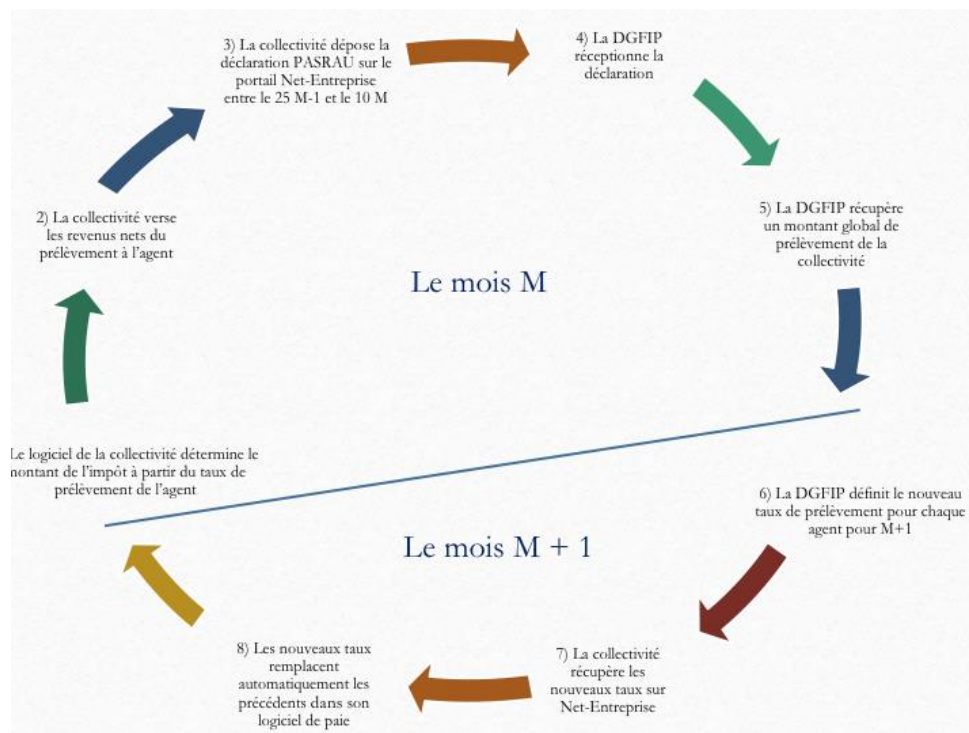 Le logiciel de la collectivité détermine le
montant de l'impôt à partir du taux de
prélèvement de l'agent
2) La collectivité verse
les revenus nets du
prélèvement à l'agent
3) La collectivité dépose la
déclaration PASRAU sur le
portail Net-Entreprise
entre le 25 M-1 et le 10 M
4) La DGFIP
réceptionne la
déclaration
5) La DGFIP récupère
un montant global de
prélèvement de la
collectivité
Le mois M
6) La DGFIP définit le nouveau
taux de prélèvement pour chaque
agent pour M+1
Le mois M + 1
7) La collectivité
récupère les
nouveaux taux sur
Net-Entreprise
8) Les nouveaux taux
remplacent
automatiquement les
précédents dans son
logiciel de paie